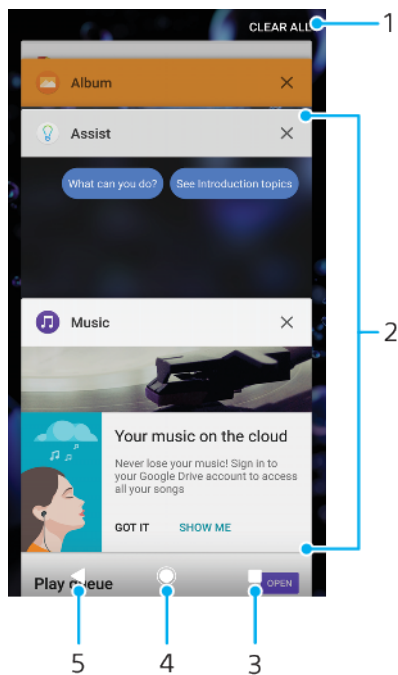 CLEAR ALL
1
Album
Assist
What can you do?
See Introduction topics
2
Music
Your music on the cloud
Never lose your music! Sign in to
your Google Drive account to access
all your songs
GOT IT
SHOW ME
Play queue
OPEN
5
4
3